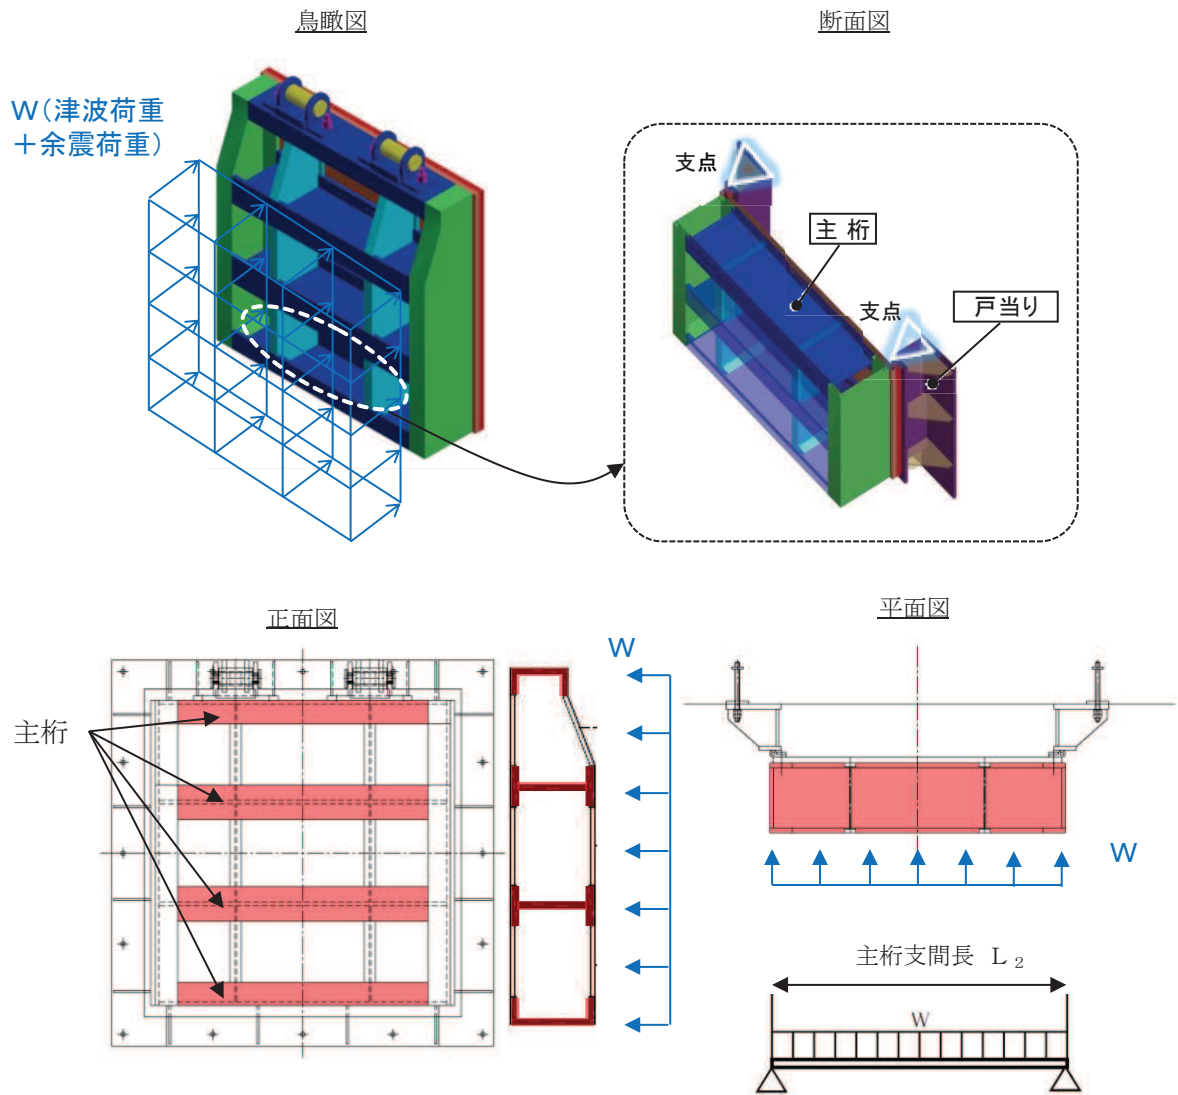 鳥瞰図
断面図
W(津波荷重
+余震荷重)
支点
主 桁
支点
戸当り
正面図
平面図
W
主桁
W
主桁支間長 L₂
W